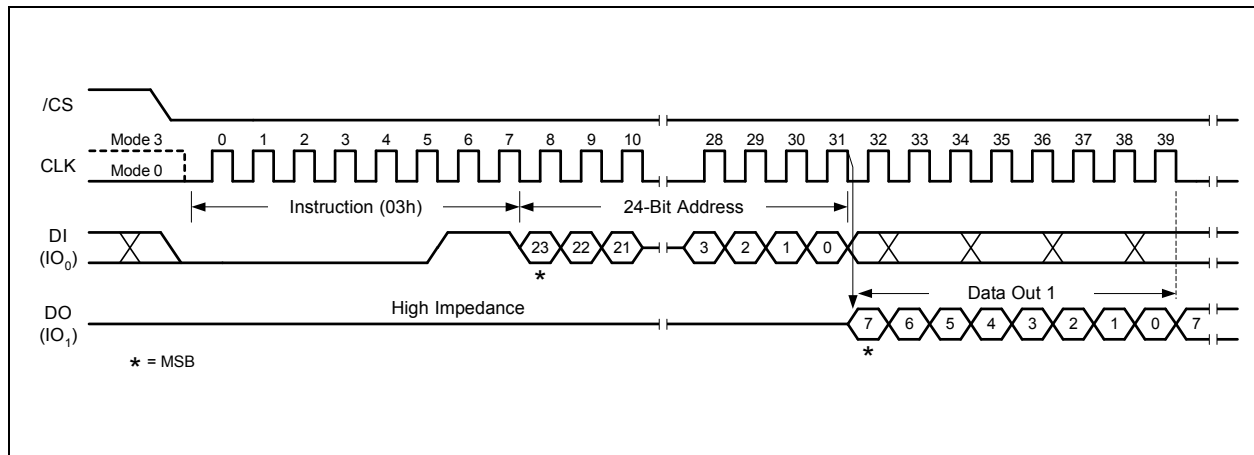 /CS
Mode 3
0 1 2 3 4 5 6 7 8 9 10 28 29 30 31 32 33 34 35 36 37 38 39
CLK
Mode 0
Instruction (03h)
24-Bit Address
DI
(IO0)
23 22 21 3 2 1 0
*
Data Out 1
High Impedance
DO
(IO1)
7 6 5 4 3 2 1 0 7
*
* = MSB